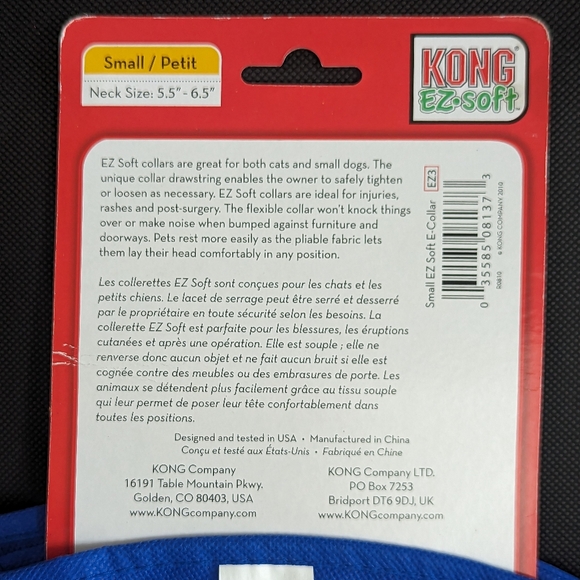 Small / Petit
Neck Size: 5.5" - 6.5"
KONG®
EZ•soft™
EZ Soft collars are great for both cats and small dogs. The
unique collar drawstring enables the owner to safely tighten
or loosen as necessary. EZ Soft collars are ideal for injuries,
rashes and post-surgery. The flexible collar won't knock things
over or make noise when bumped against furniture and
doorways. Pets rest more easily as the pliable fabric lets
them lay their head comfortably in any position.
Les collerettes EZ Soft sont conçues pour les chats et les
petits chiens. Le lacet de serrage peut être serré et desserré
par le propriétaire en toute sécurité selon les besoins. La
collerette EZ Soft est parfaite pour les blessures, les éruptions
cutanées et après une opération. Elle est souple ; elle ne
renverse donc aucun objet et ne fait aucun bruit si elle est
cognée contre des meubles ou des embrasures de porte. Les
animaux se détendent plus facilement grâce au tissu souple
qui leur permet de poser leur tête confortablement dans
toutes les positions.
Small EZ Soft E-Collar EZ3
0 35585 08137 3
R0810 © KONG COMPANY 2010
Designed and tested in USA • Manufactured in China
Conçu et testé aux États-Unis • Fabriqué en Chine
KONG Company
16191 Table Mountain Pkwy.
Golden, CO 80403, USA
www.KONGcompany.com
KONG Company LTD.
PO Box 7253
Bridport DT6 9DJ, UK
www.KONGcompany.com